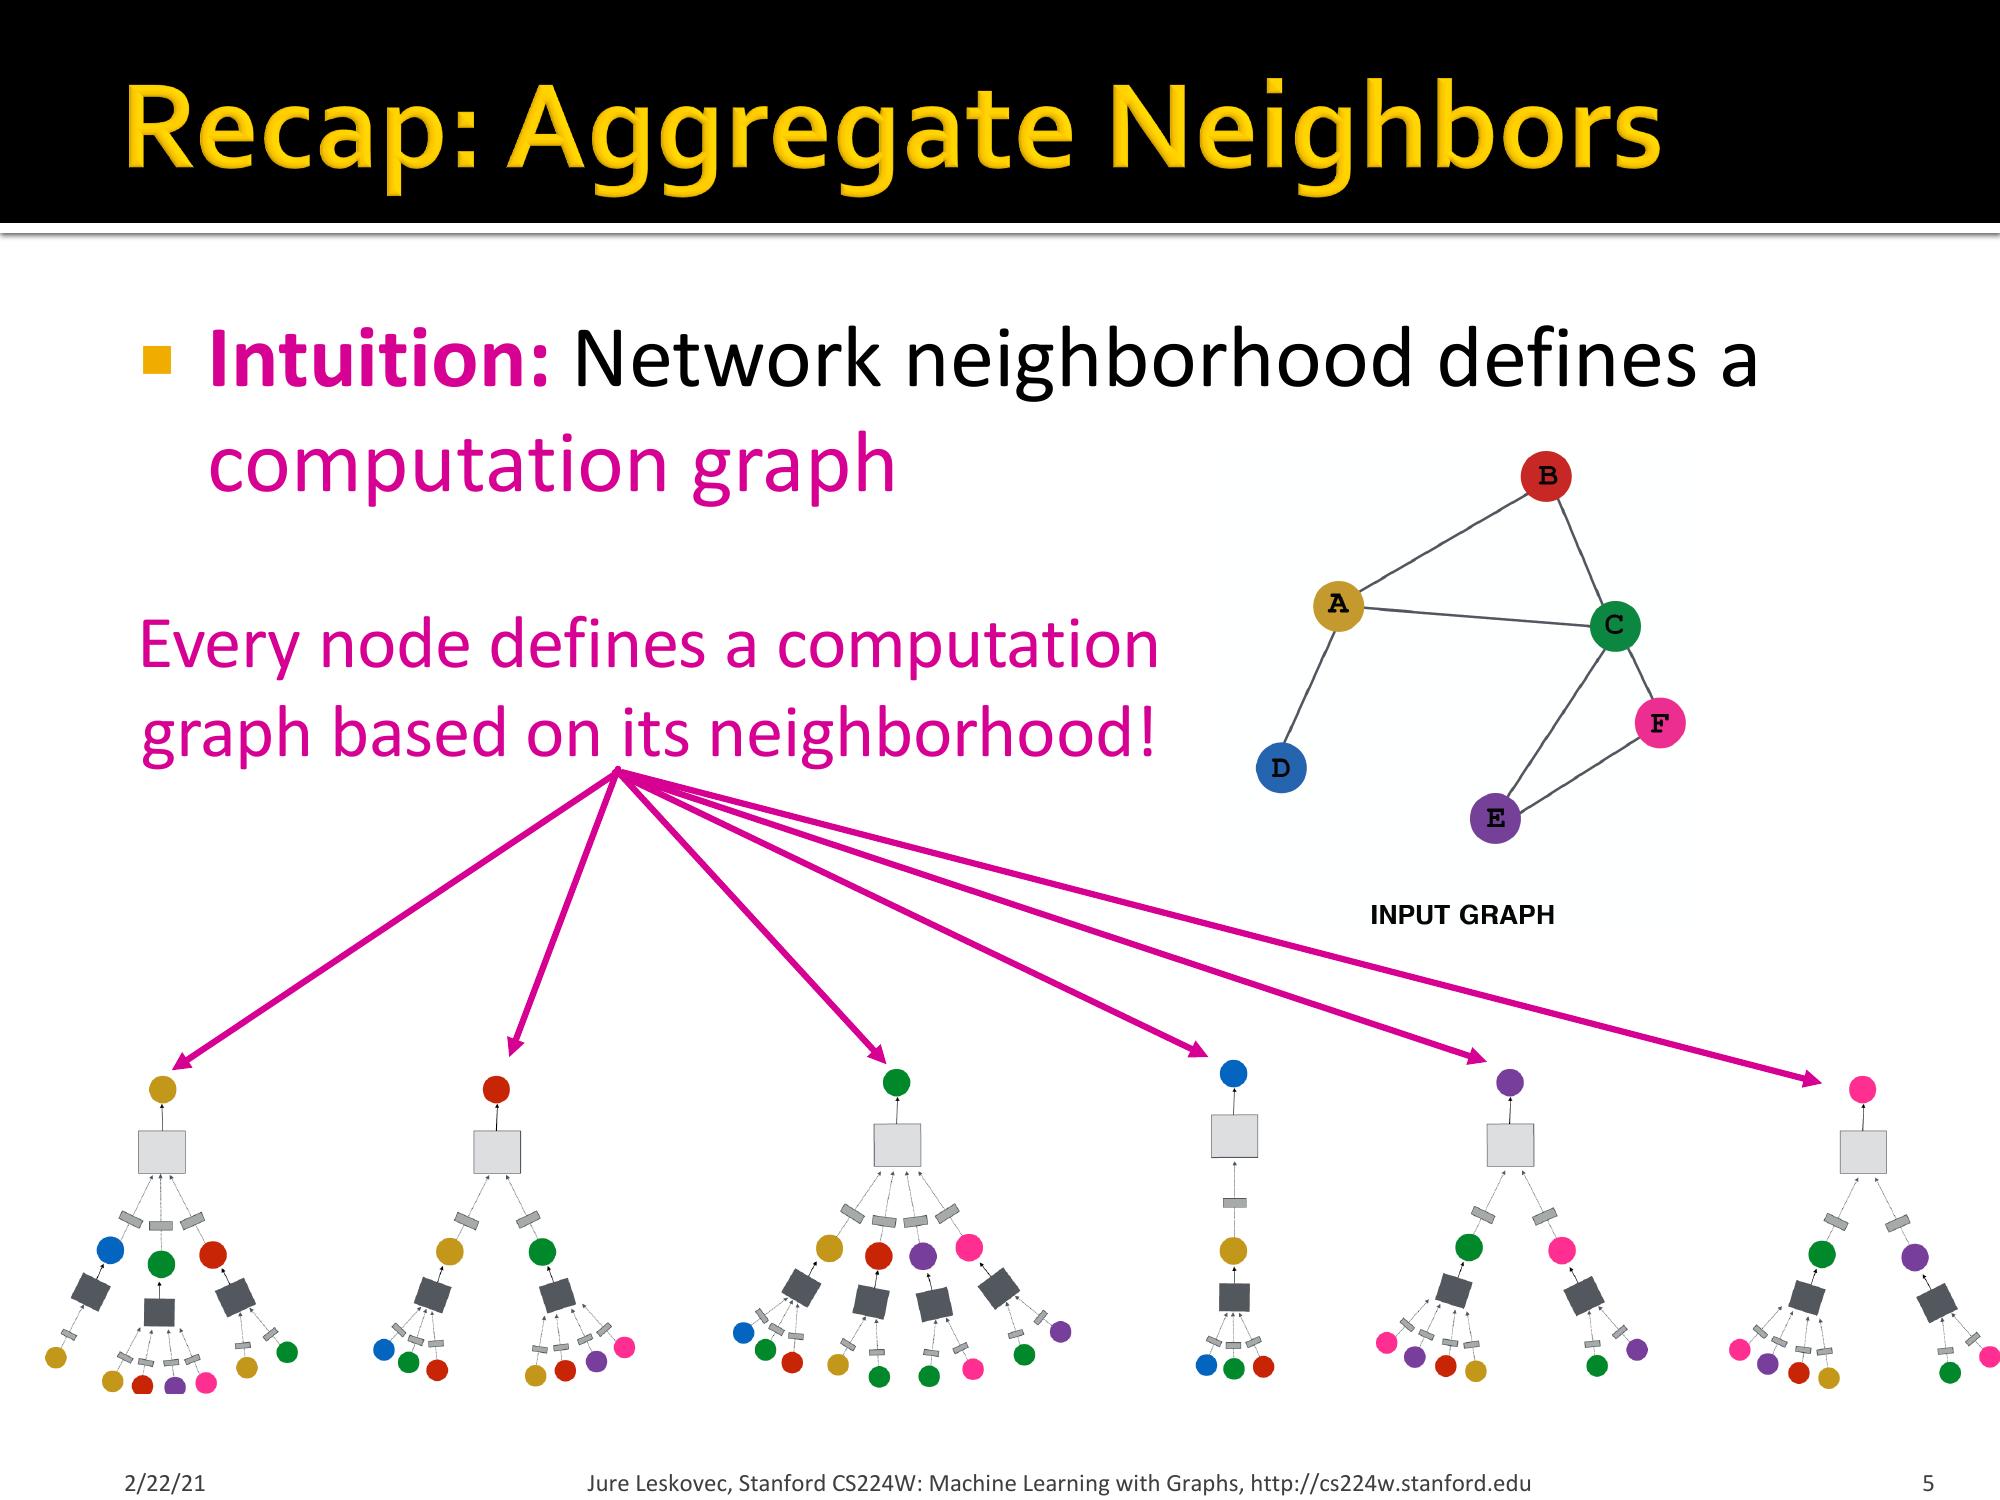 Recap: Aggregate Neighbors
Intuition: Network neighborhood defines a
computation graph
Every node defines a computation
graph based on its neighborhood!
B
A
C
F
D
E
INPUT GRAPH
2/22/21
Jure Leskovec, Stanford CS224W: Machine Learning with Graphs, http://cs224w.stanford.edu
5